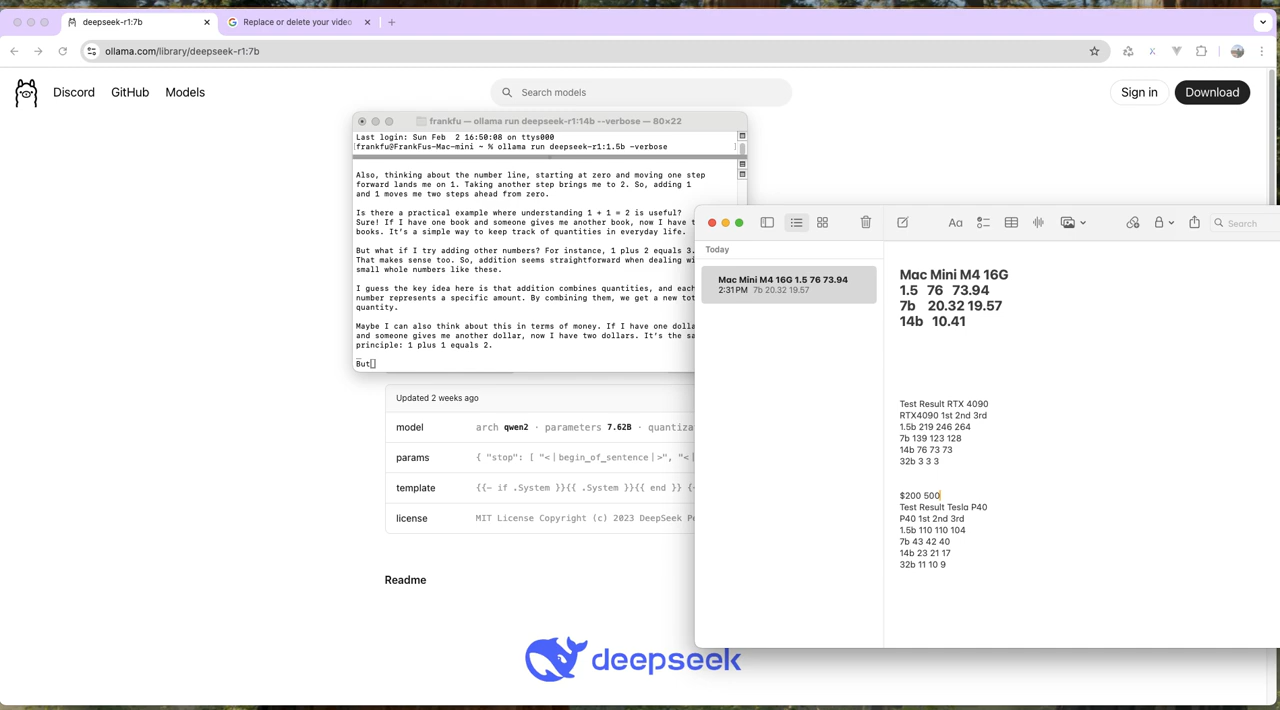 deepseek-r1:7b
Replace or delete your video
ollama.com/library/deepseek-r1:7b
Discord
GitHub
Models
Search models
Sign in
Download
frankfu — ollama run deepseek-r1:14b --verbose — 80×22
Last login: Sun Feb  2 16:50:08 on ttys000
frankfu@FrankFus-Mac-mini ~ % ollama run deepseek-r1:1.5b -verbose
Also, thinking about the number line, starting at zero and moving one step
forward lands me on 1. Taking another step brings me to 2. So, adding 1
and 1 moves me two steps ahead from zero.
Is there a practical example where understanding 1 + 1 = 2 is useful?
Sure! If I have one book and someone gives me another book, now I have t
books. It's a simple way to keep track of quantities in everyday life.
But what if I try adding other numbers? For instance, 1 plus 2 equals 3.
That makes sense too. So, addition seems straightforward when dealing wi
small whole numbers like these.
I guess the key idea here is that addition combines quantities, and each
number represents a specific amount. By combining them, we get a new tot
quantity.
Maybe I can also think about this in terms of money. If I have one dolla
and someone gives me another dollar, now I have two dollars. It's the sa
principle: 1 plus 1 equals 2.
But
Updated 2 weeks ago
model
arch qwen2 · parameters 7.62B · quantiza
params
{ "stop": [ "<|begin_of_sentence|>", "<|
template
{{- if .System }}{{ .System }}{{ end }} {
license
MIT License Copyright (c) 2023 DeepSeek Pe
Readme
deepseek
Aa
Search
Today
Mac Mini M4 16G 1.5 76 73.94
2:31 PM 7b 20.32 19.57
Mac Mini M4 16G
1.5 76 73.94
7b 20.32 19.57
14b 10.41
Test Result RTX 4090
RTX4090 1st 2nd 3rd
1.5b 219 246 264
7b 139 123 128
14b 76 73 73
32b 3 3 3
$200 500
Test Result Tesla P40
P40 1st 2nd 3rd
1.5b 110 110 104
7b 43 42 40
14b 23 21 17
32b 11 10 9